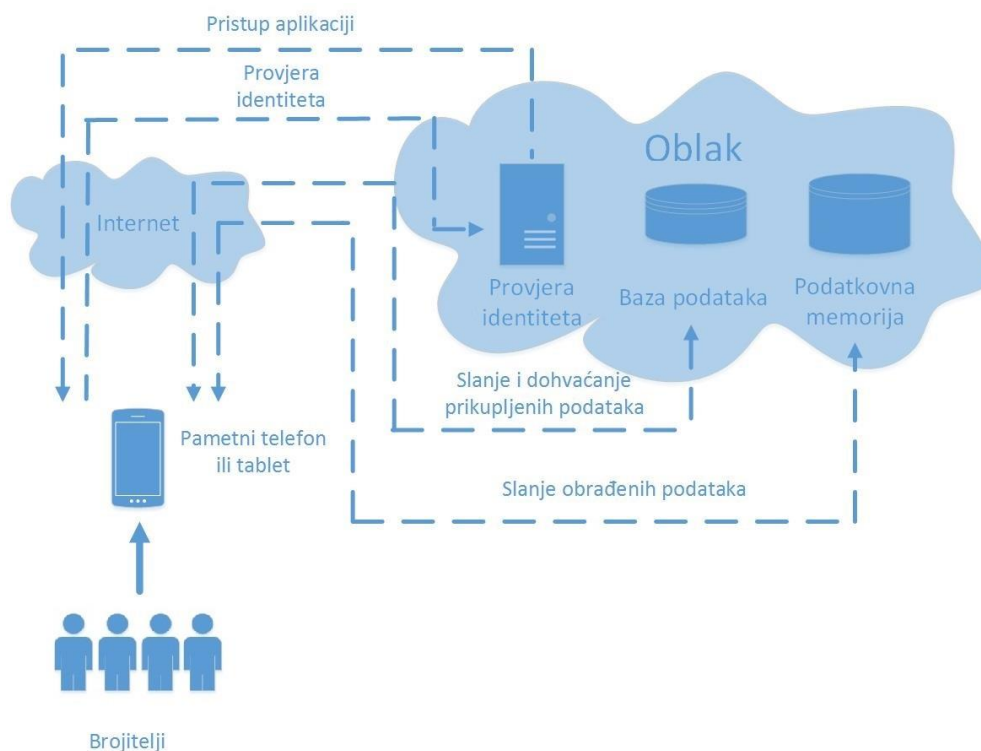 Pristup aplikaciji
Provjera
identiteta
Oblak
Internet
Provjera
identiteta
Baza podataka
Podatkovna
memorija
Slanje i dohvaćanje
prikupljenih podataka
Pametni telefon
ili tablet
Slanje obrađenih podataka
Brojitelji